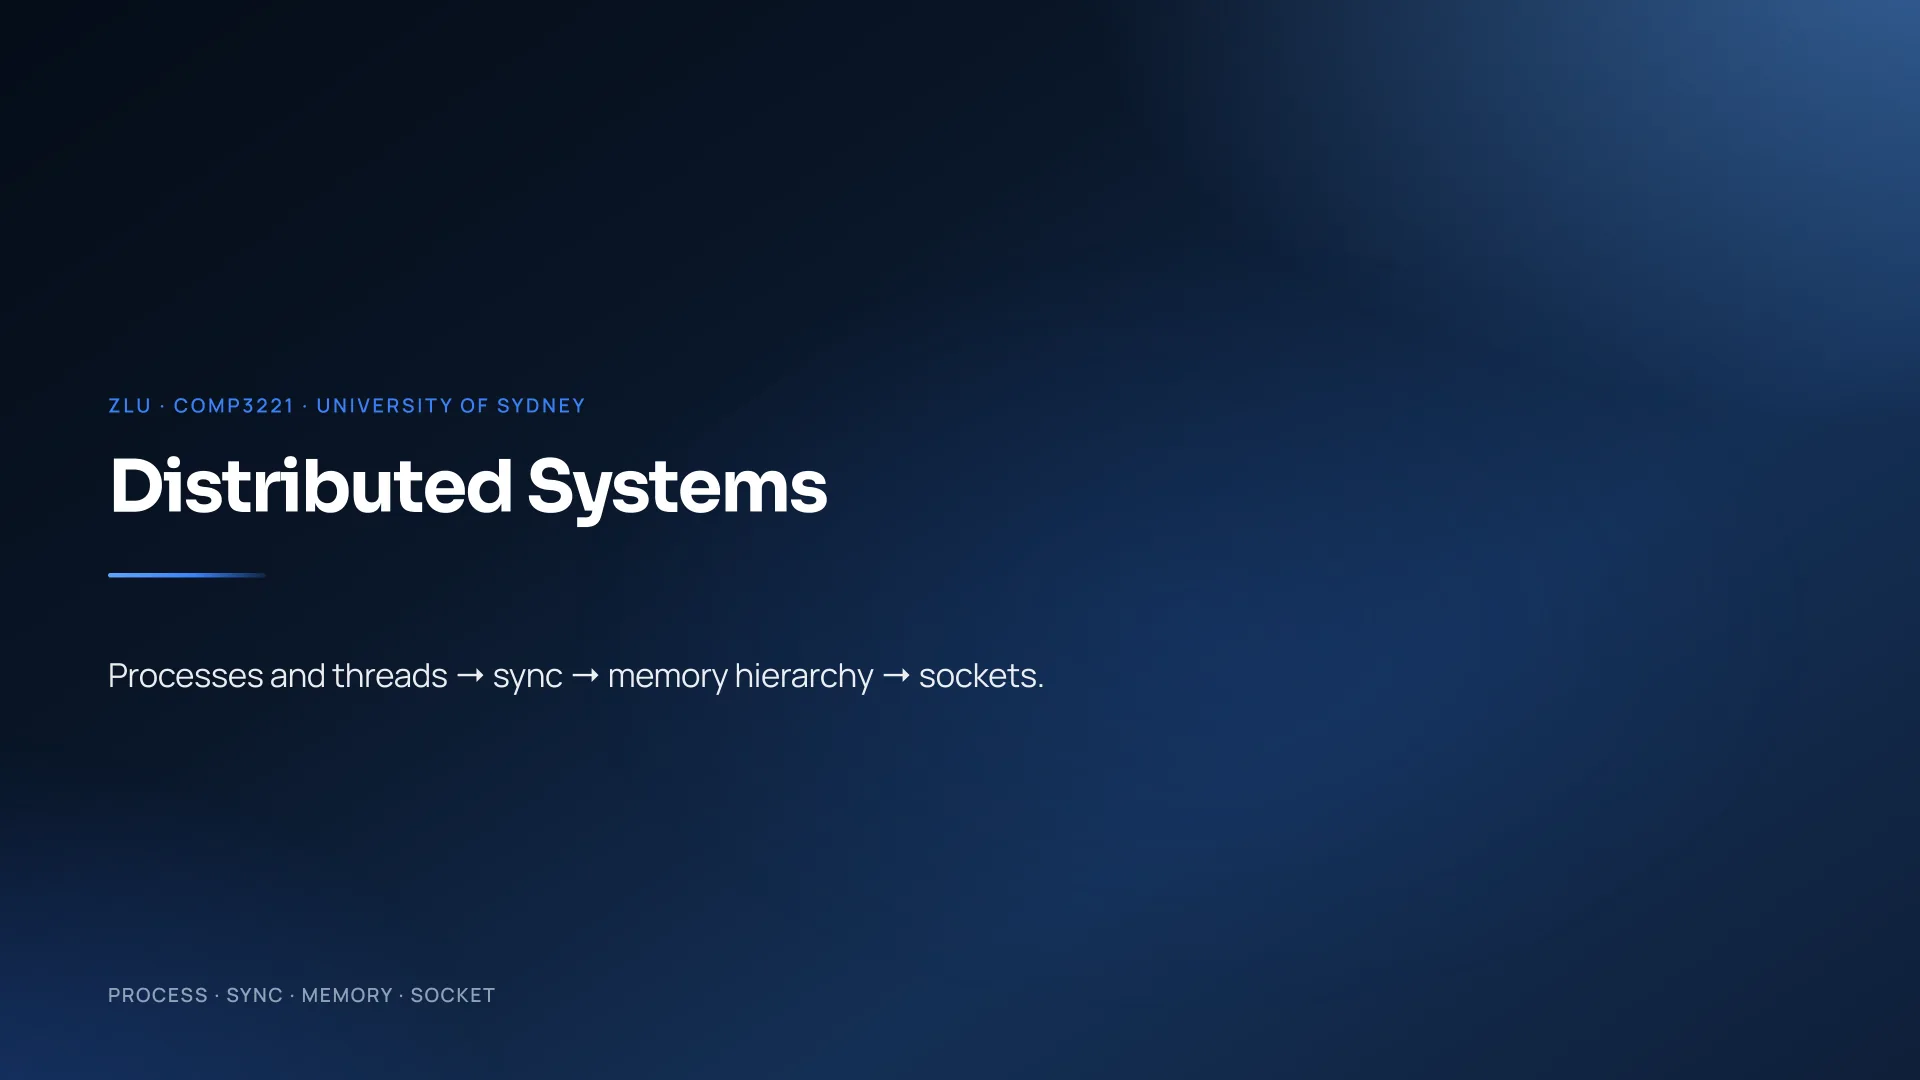 ZLU · COMP3221 · UNIVERSITY OF SYDNEY
Distributed Systems
Processes and threads → sync → memory hierarchy → sockets.
PROCESS · SYNC · MEMORY · SOCKET